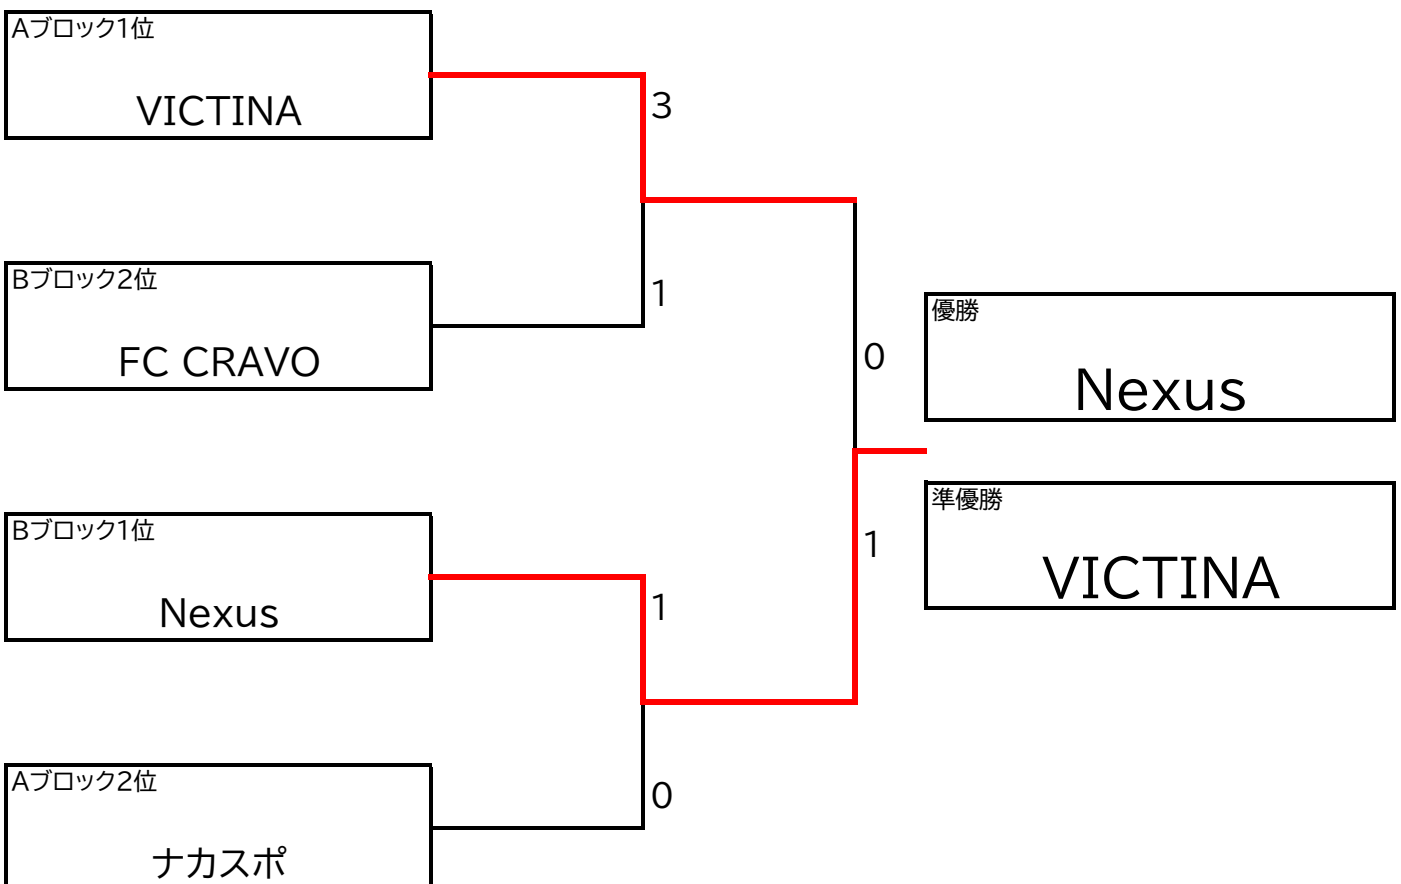 Aブロック1位
VICTINA
3
Bブロック2位
FC CRAVO
1
0
優勝
Nexus
準優勝
VICTINA
1
Bブロック1位
Nexus
1
Aブロック2位
ナカスポ
0